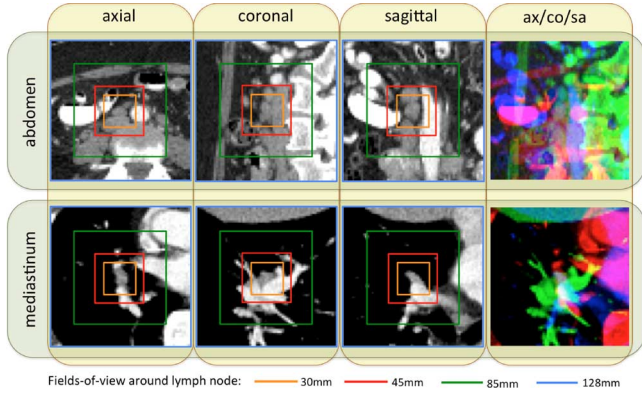 axial coronal sagittal ax/co/sa
abdomen
mediastinum
Fields-of-view around lymph node: 30mm 45mm 85mm 128mm